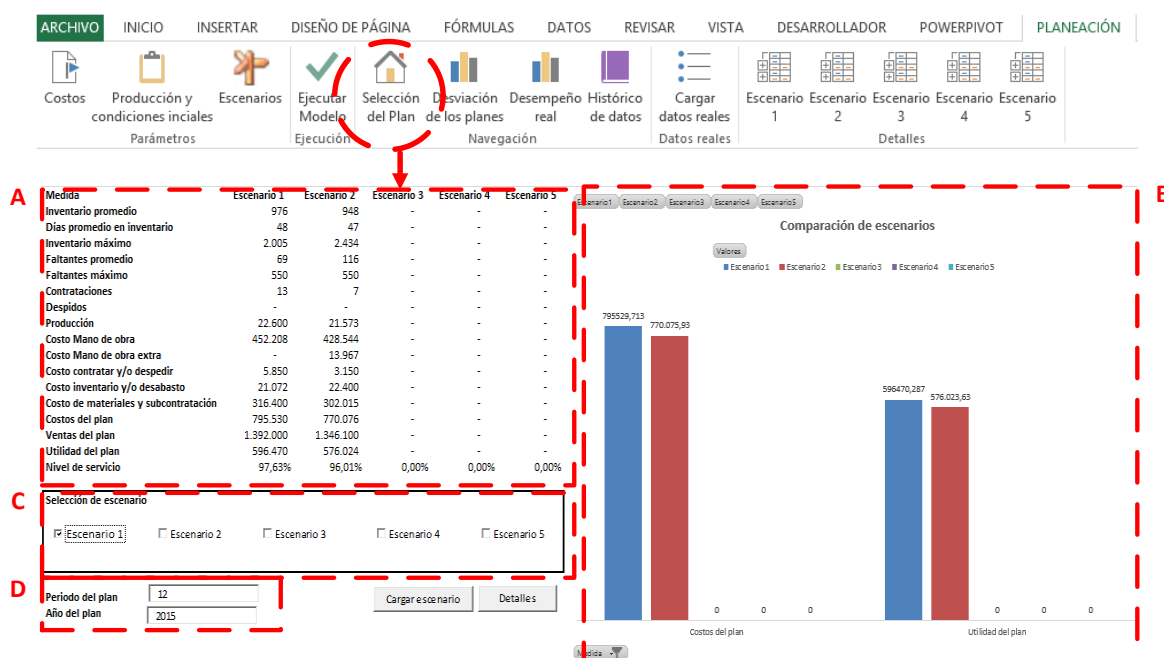 ARCHIVO INICIO INSERTAR DISEÑO DE PÁGINA FÓRMULAS DATOS REVISAR VISTA DESARROLLADOR POWERPIVOT PLANEACIÓN
Costos Producción y condiciones inciales Escenarios Ejecutar Modelo Selección del Plan Desviación de los planes Desempeño real Histórico de datos Cargar datos reales Escenario 1 Escenario 2 Escenario 3 Escenario 4 Escenario 5
Parámetros Ejecución Navegación Datos reales Detalles
A
Medida Escenario 1 Escenario 2 Escenario 3 Escenario 4 Escenario 5
Inventario promedio 976 948 - - -
Dias promedio en inventario 48 47 - - -
Inventario máximo 2.005 2.434 - - -
Faltantes promedio 69 116 - - -
Faltantes máximo 550 550 - - -
Contrataciones 13 7 - - -
Despidos - - - - -
Producción 22.600 21.573 - - -
Costo Mano de obra 452.208 428.544 - - -
Costo Mano de obra extra - 13.967 - - -
Costo contratar y/o despedir 5.850 3.150 - - -
Costo inventario y/o desabasto 21.072 22.400 - - -
Costo de materiales y subcontratación 316.400 302.015 - - -
Costos del plan 795.530 770.076 - - -
Ventas del plan 1.392.000 1.346.100 - - -
Utilidad del plan 596.470 576.024 - - -
Nivel de servicio 97,63% 96,01% 0,00% 0,00% 0,00%
C
Selección de escenario
Escenario 1 Escenario 2 Escenario 3 Escenario 4 Escenario 5
D
Periodo del plan 12
Año del plan 2015
Cargar escenario Detalles
Escenario1 Escenario2 Escenario3 Escenario4 Escenario5
Comparación de escenarios
Valores
Escenario1 Escenario2 Escenario3 Escenario4 Escenario5
795529,713 770.075,93 0 0 0
596470,287 576.023,63 0 0 0
Costos del plan Utilidad del plan
Medida